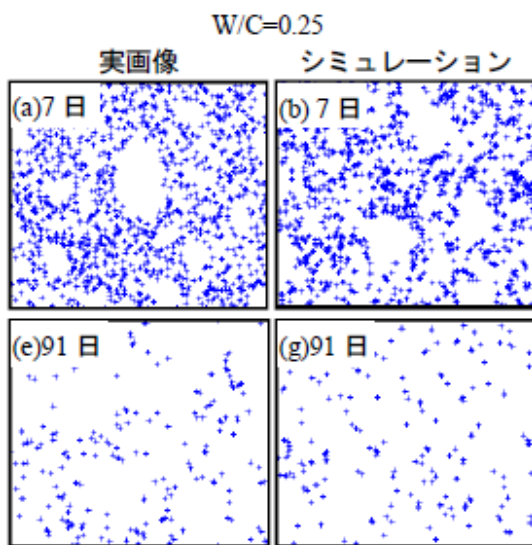 W/C=0.25
実画像 シミュレーション
(a)7 日 (b) 7 日
(e)91 日 (g)91 日